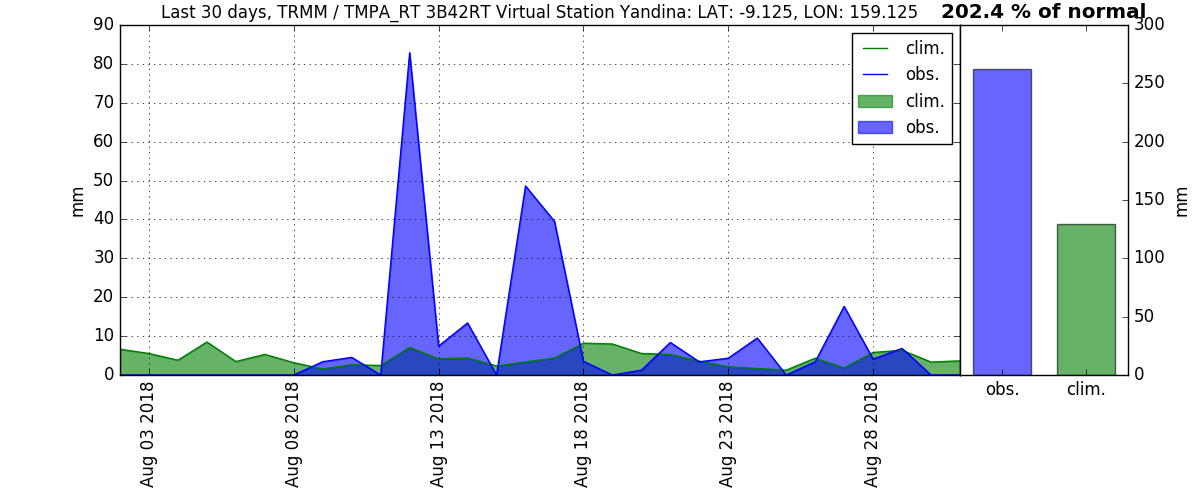 Last 30 days, TRMM / TMPA_RT 3B42RT Virtual Station Yandina: LAT: -9.125, LON: 159.125
202.4 % of normal
90
80
70
60
50
40
30
20
10
0
mm
clim.
obs.
clim.
obs.
Aug 03 2018
Aug 08 2018
Aug 13 2018
Aug 18 2018
Aug 23 2018
Aug 28 2018
300
250
200
150
100
50
0
mm
obs.
clim.